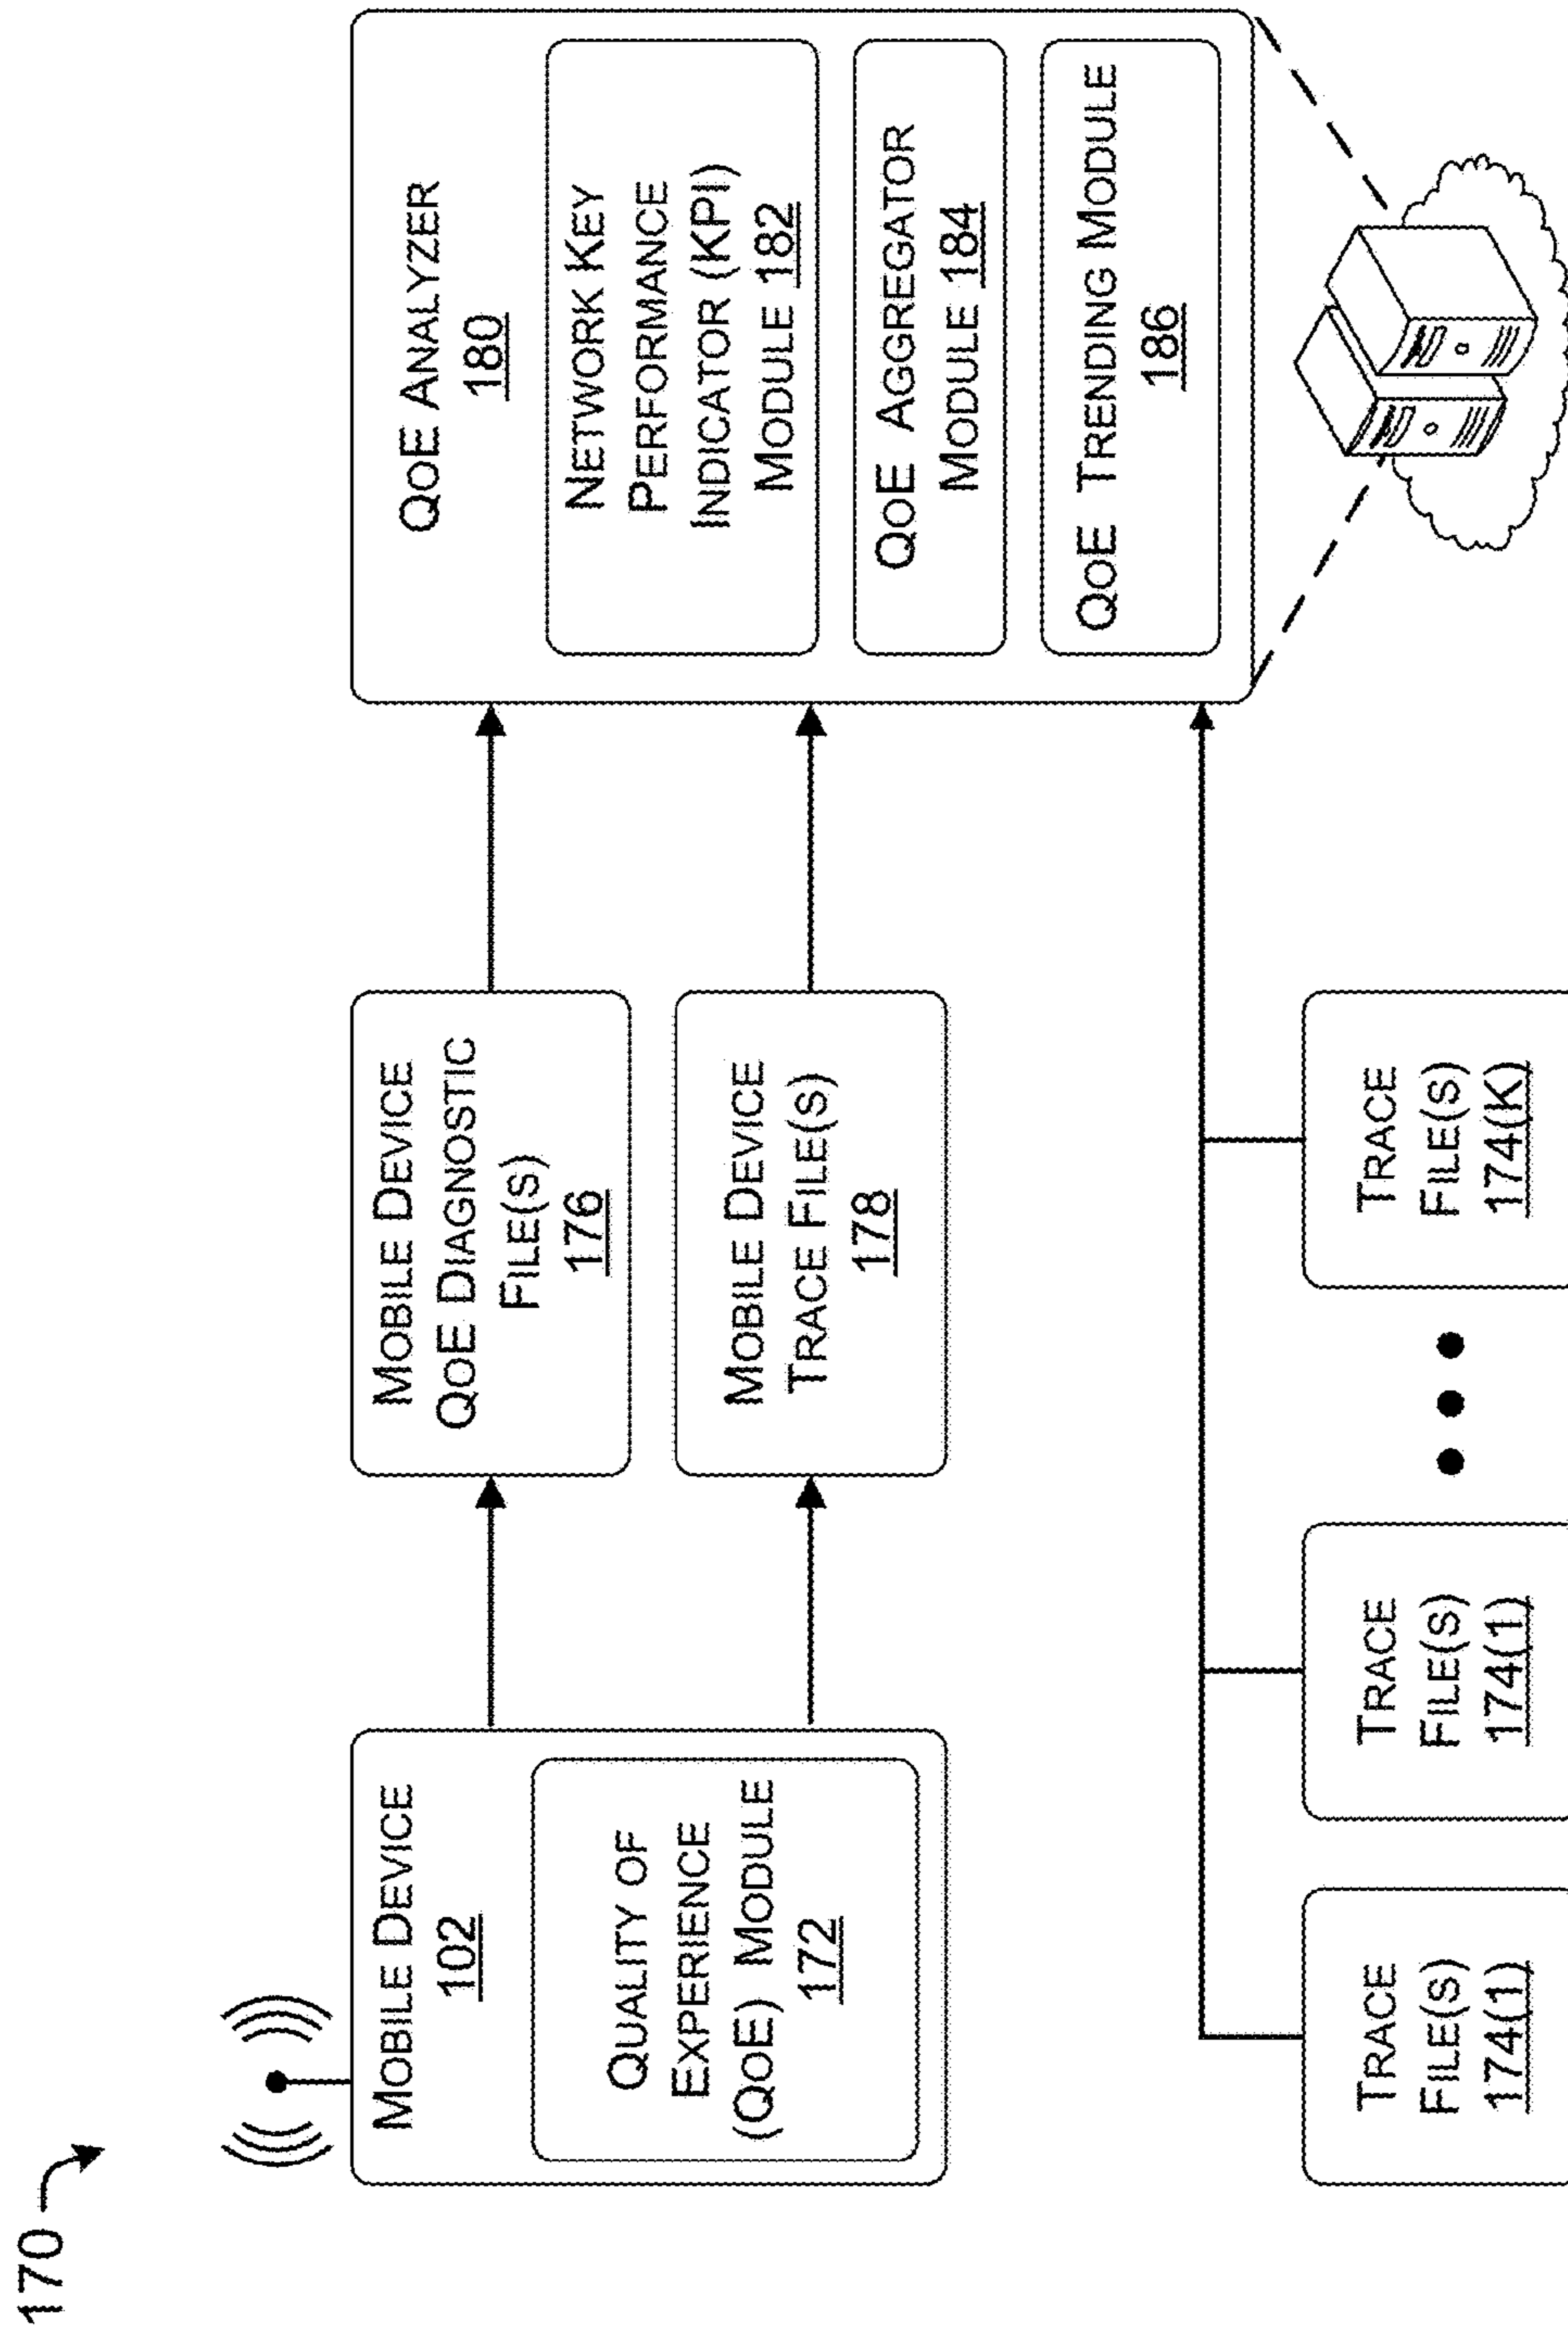 170
MOBILE DEVICE
102
QUALITY OF
EXPERIENCE
(QOE) MODULE
172
MOBILE DEVICE
QOE DIAGNOSTIC
FILE(S)
176
MOBILE DEVICE
TRACE FILE(S)
178
QOE ANALYZER
180
NETWORK KEY
PERFORMANCE
INDICATOR (KPI)
MODULE 182
QOE AGGREGATOR
MODULE 184
QOE TRENDING MODULE
186
TRACE
FILE(S)
174(1)
TRACE
FILE(S)
174(1)
TRACE
FILE(S)
174(K)